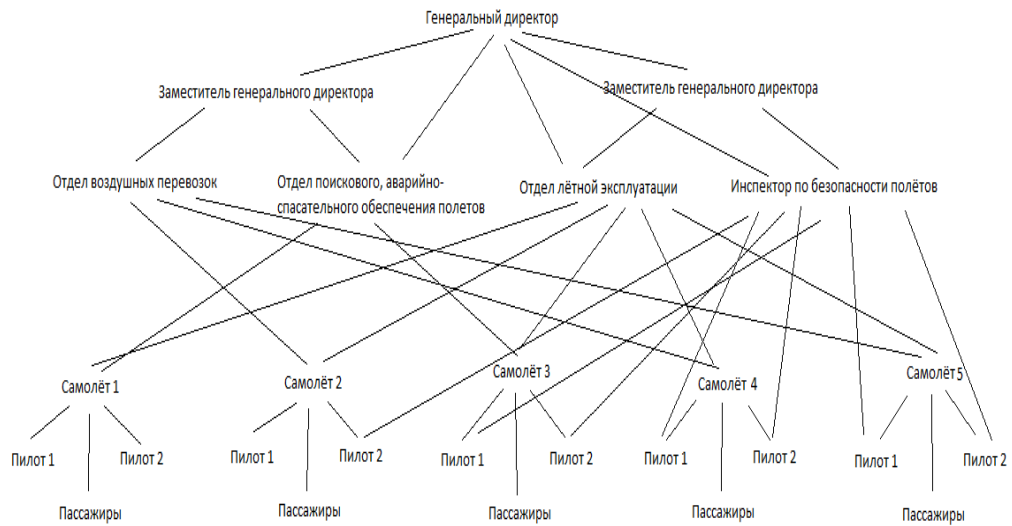 Генеральный директор
Заместитель генерального директора
Заместитель генерального директора
Отдел воздушных перевозок
Отдел поискового, аварийно-
спасательного обеспечения полетов
Отдел лётной эксплуатации
Инспектор по безопасности полётов
Самолёт 1
Самолёт 2
Самолёт 3
Самолёт 4
Самолёт 5
Пилот 1
Пилот 2
Пилот 1
Пилот 2
Пилот 1
Пилот 2
Пилот 1
Пилот 2
Пилот 1
Пилот 2
Пассажиры
Пассажиры
Пассажиры
Пассажиры
Пассажиры